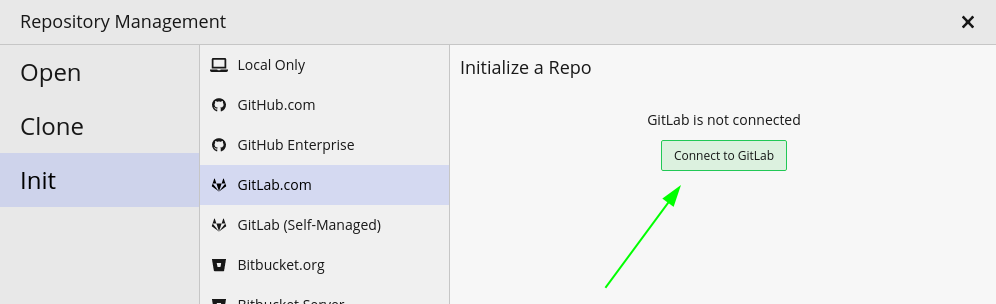 Repository Management
Open
Clone
Init
Local Only
GitHub.com
GitHub Enterprise
GitLab.com
GitLab (Self-Managed)
Bitbucket.org
Bitbucket Server
Initialize a Repo
GitLab is not connected
Connect to GitLab